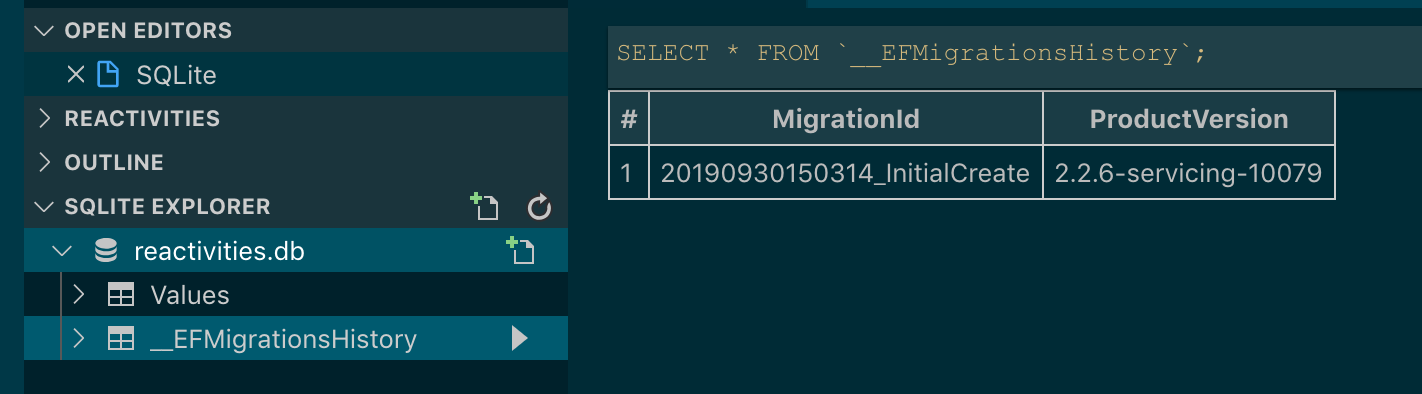 OPEN EDITORS
SQLite
REACTIVITIES
OUTLINE
SQLITE EXPLORER
reactivities.db
Values
__EFMigrationsHistory
SELECT * FROM `__EFMigrationsHistory`;
# MigrationId ProductVersion
1 20190930150314_InitialCreate 2.2.6-servicing-10079